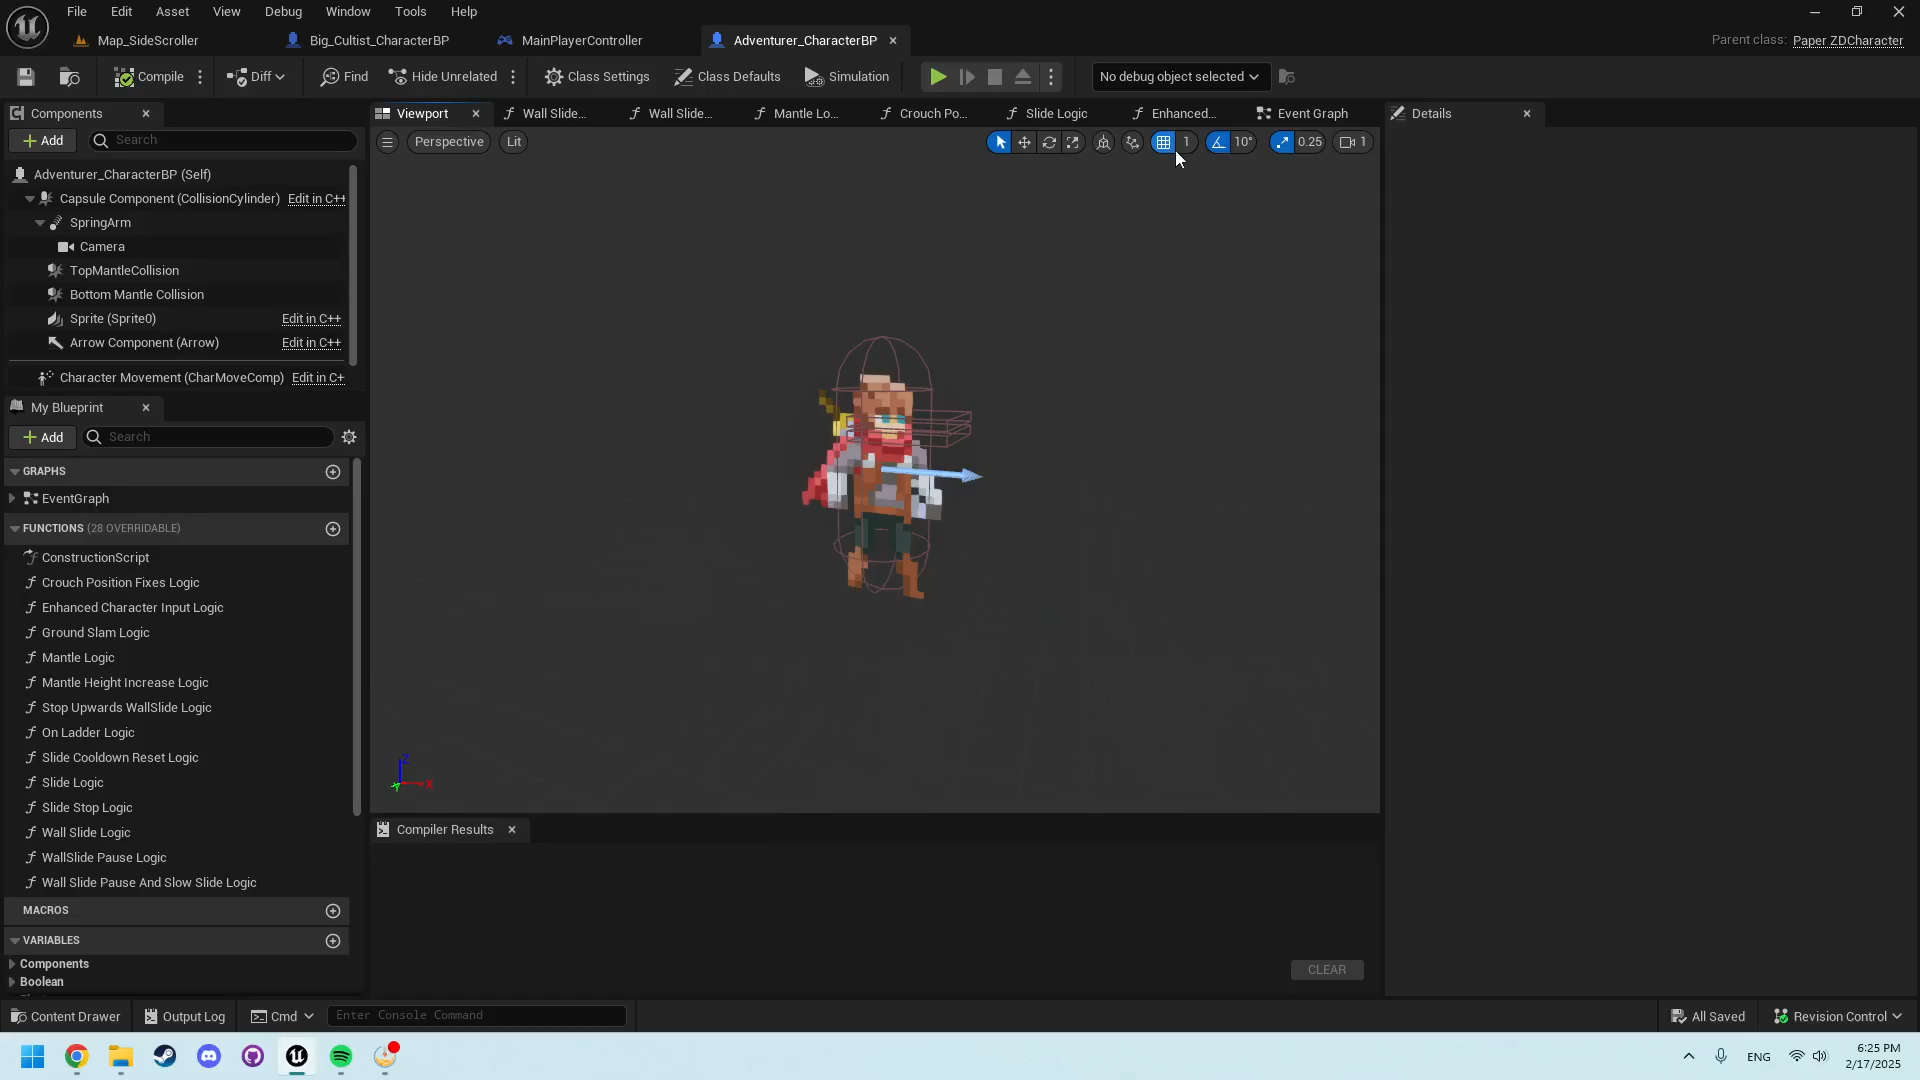 File Edit Asset View Debug Window Tools Help
Map_SideScroller Big_Cultist_CharacterBP MainPlayerController Adventurer_CharacterBP Parent class: Paper ZDCharacter
Compile Diff Find Hide Unrelated Class Settings Class Defaults Simulation No debug object selected
Components Viewport Wall Slide... Wall Slide... Mantle Lo... Crouch Po... Slide Logic Enhanced... Event Graph Details
Add Search Perspective Lit 1 10° 0.25 1
Adventurer_CharacterBP (Self)
Capsule Component (CollisionCylinder) Edit in C++
SpringArm
Camera
TopMantleCollision
Bottom Mantle Collision
Sprite (Sprite0) Edit in C++
Arrow Component (Arrow) Edit in C++
Character Movement (CharMoveComp) Edit in C+
My Blueprint
Add Search
GRAPHS
EventGraph
FUNCTIONS (28 OVERRIDABLE)
ConstructionScript
Crouch Position Fixes Logic
Enhanced Character Input Logic
Ground Slam Logic
Mantle Logic
Mantle Height Increase Logic
Stop Upwards WallSlide Logic
On Ladder Logic
Slide Cooldown Reset Logic
Z
X
Y
Slide Logic
Slide Stop Logic
Wall Slide Logic
Compiler Results
WallSlide Pause Logic
Wall Slide Pause And Slow Slide Logic
MACROS
VARIABLES
Components
Boolean
CLEAR
Content Drawer Output Log Cmd Enter Console Command All Saved Revision Control
ENG
6:25 PM
2/17/2025